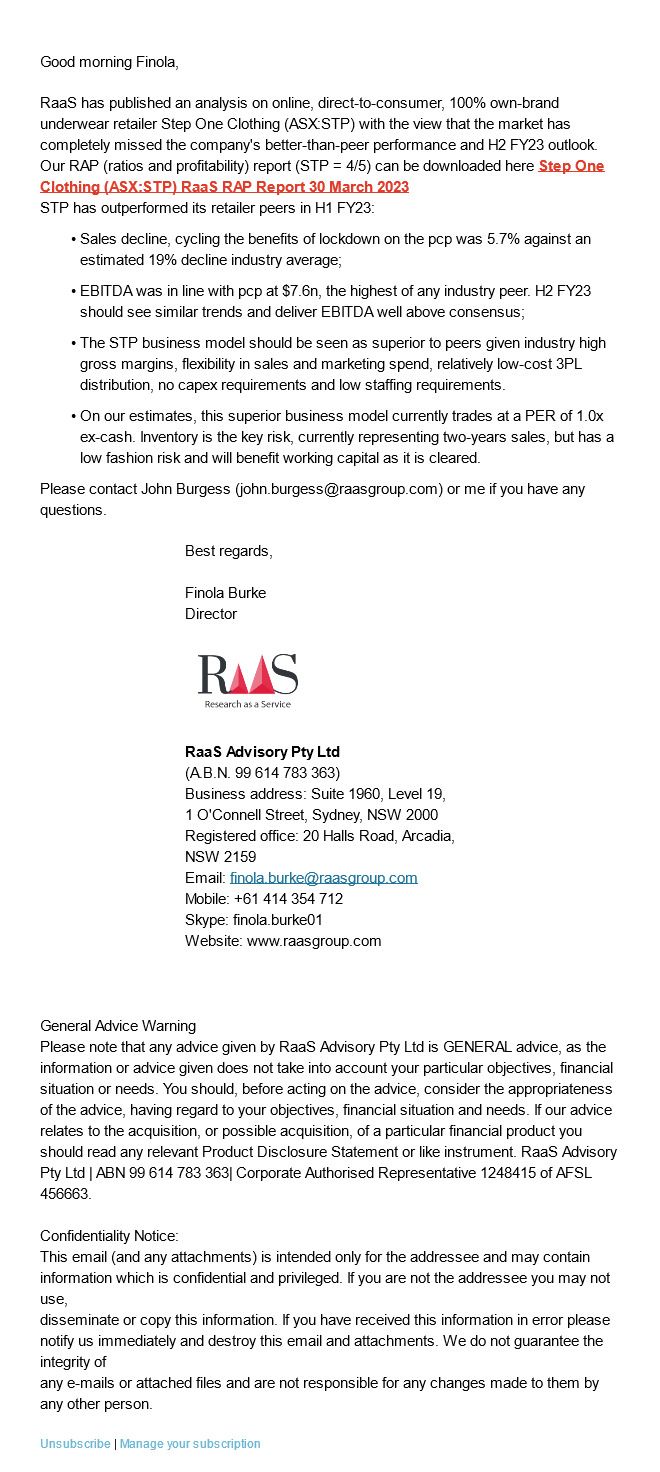 Good morning Finola,
RaaS has published an analysis on online, direct-to-consumer, 100% own-brand
underwear retailer Step One Clothing (ASX:STP) with the view that the market has
completely missed the company's better-than-peer performance and H2 FY23 outlook.
Our RAP (ratios and profitability) report (STP = 4/5) can be downloaded here Step One
Clothing (ASX:STP) RaaS RAP Report 30 March 2023
STP has outperformed its retailer peers in H1 FY23:
• Sales decline, cycling the benefits of lockdown on the pcp was 5.7% against an
estimated 19% decline industry average;
• EBITDA was in line with pcp at $7.6n, the highest of any industry peer. H2 FY23
should see similar trends and deliver EBITDA well above consensus;
• The STP business model should be seen as superior to peers given industry high
gross margins, flexibility in sales and marketing spend, relatively low-cost 3PL
distribution, no capex requirements and low staffing requirements.
• On our estimates, this superior business model currently trades at a PER of 1.0x
ex-cash. Inventory is the key risk, currently representing two-years sales, but has a
low fashion risk and will benefit working capital as it is cleared.
Please contact John Burgess (john.burgess@raasgroup.com) or me if you have any
questions.
Best regards,
Finola Burke
Director
RaaS
Research as a Service
RaaS Advisory Pty Ltd
(A.B.N. 99 614 783 363)
Business address: Suite 1960, Level 19,
1 O'Connell Street, Sydney, NSW 2000
Registered office: 20 Halls Road, Arcadia,
NSW 2159
Email: finola.burke@raasgroup.com
Mobile: +61 414 354 712
Skype: finola.burke01
Website: www.raasgroup.com
General Advice Warning
Please note that any advice given by RaaS Advisory Pty Ltd is GENERAL advice, as the
information or advice given does not take into account your particular objectives, financial
situation or needs. You should, before acting on the advice, consider the appropriateness
of the advice, having regard to your objectives, financial situation and needs. If our advice
relates to the acquisition, or possible acquisition, of a particular financial product you
should read any relevant Product Disclosure Statement or like instrument. RaaS Advisory
Pty Ltd | ABN 99 614 783 363| Corporate Authorised Representative 1248415 of AFSL
456663.
Confidentiality Notice:
This email (and any attachments) is intended only for the addressee and may contain
information which is confidential and privileged. If you are not the addressee you may not
use,
disseminate or copy this information. If you have received this information in error please
notify us immediately and destroy this email and attachments. We do not guarantee the
integrity of
any e-mails or attached files and are not responsible for any changes made to them by
any other person.
Unsubscribe | Manage your subscription